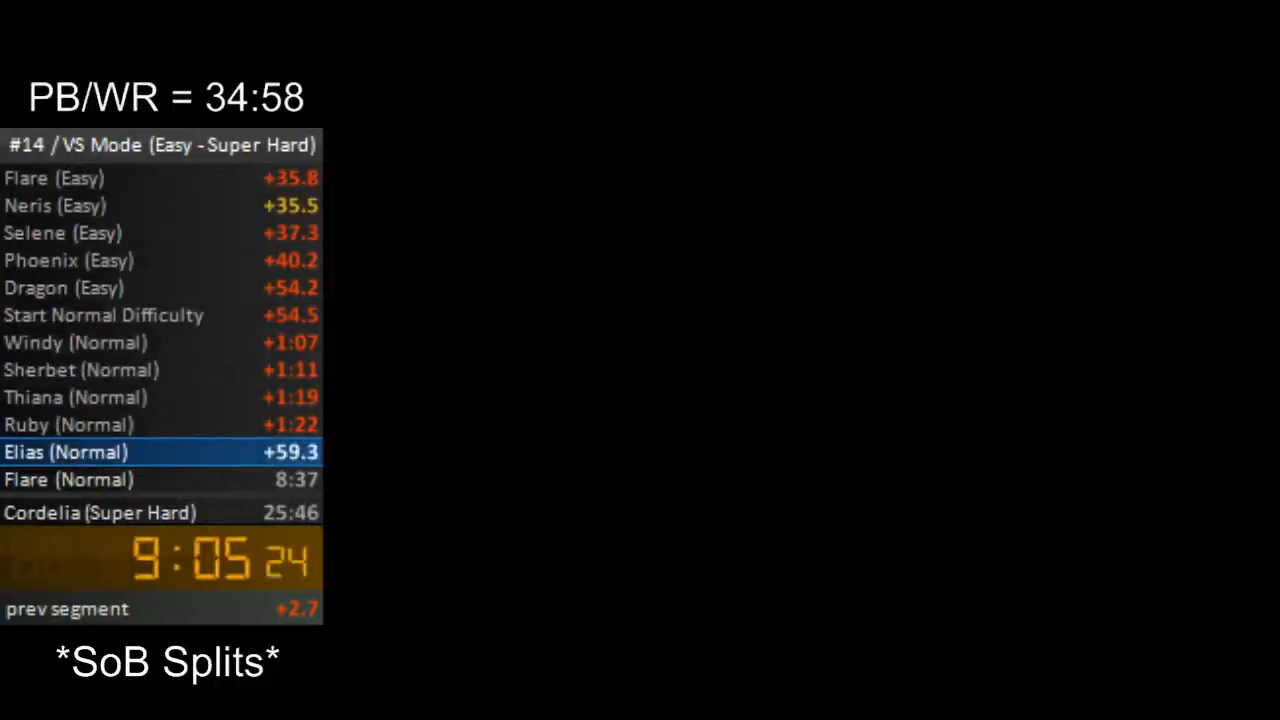 PB/WR = 34:58
#14 / VS Mode (Easy - Super Hard)
Flare (Easy) +35.8
Neris (Easy) +35.5
Selene (Easy) +37.3
Phoenix (Easy) +40.2
Dragon (Easy) +54.2
Start Normal Difficulty +54.5
Windy (Normal) +1:07
Sherbet (Normal) +1:11
Thiana (Normal) +1:19
Ruby (Normal) +1:22
Elias (Normal) +59.3
Flare (Normal) 8:37
Cordelia (Super Hard) 25:46
9:05 24
prev segment +2.7
*SoB Splits*